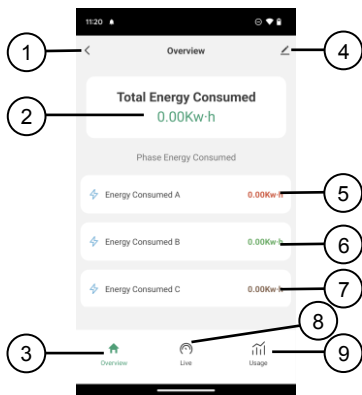 11:20
1
Overview
4
Total Energy Consumed
2
0.00Kw·h
Phase Energy Consumed
Energy Consumed A
0.00Kw·h
5
Energy Consumed B
0.00Kw·h
6
Energy Consumed C
0.00Kw·h
7
8
3
Overview
Live
Usage
9